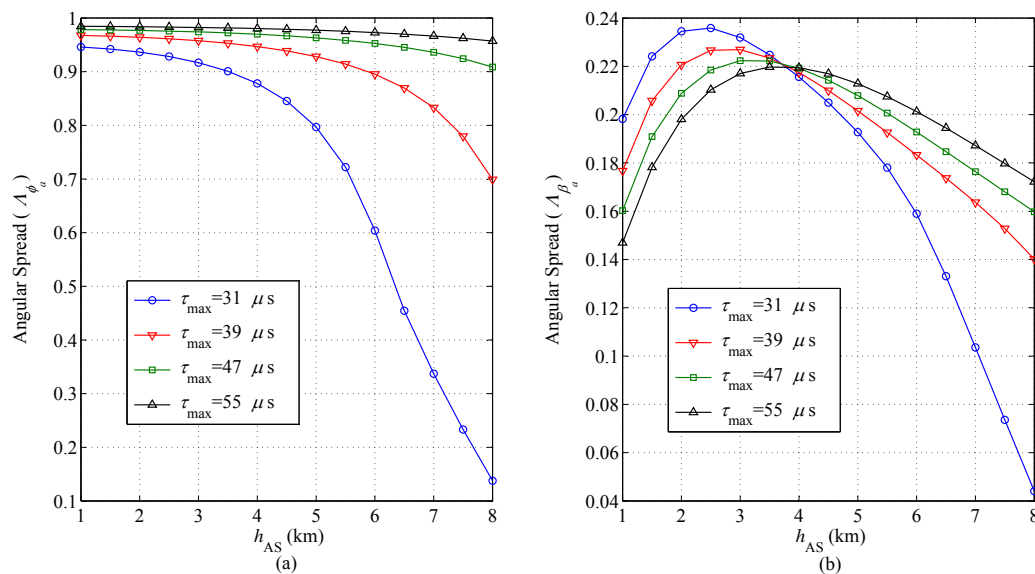 Angular Spread ( Λϕa )
1
0.9
0.8
0.7
0.6
0.5
0.4
0.3
0.2
0.1
τmax=31 μs
τmax=39 μs
τmax=47 μs
τmax=55 μs
1 2 3 4 5 6 7 8
hAS (km)
(a)
Angular Spread ( Λβa )
0.24
0.22
0.2
0.18
0.16
0.14
0.12
0.1
0.08
0.06
0.04
τmax=31 μs
τmax=39 μs
τmax=47 μs
τmax=55 μs
1 2 3 4 5 6 7 8
hAS (km)
(b)